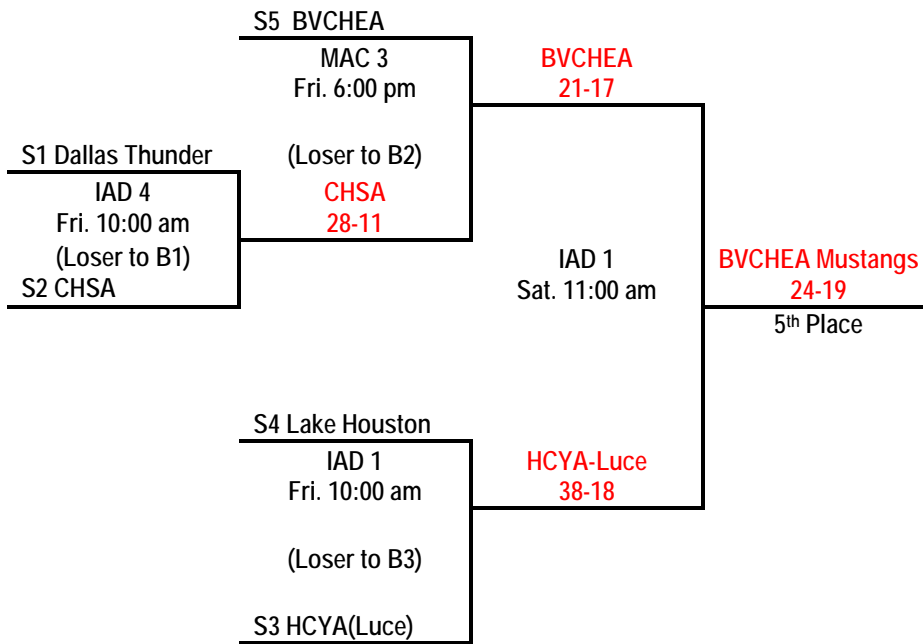 S5 BVCHEA
MAC 3
Fri. 6:00 pm
(Loser to B2)
BVCHEA
21-17
S1 Dallas Thunder
IAD 4
Fri. 10:00 am
(Loser to B1)
S2 CHSA
CHSA
28-11
IAD 1
Sat. 11:00 am
BVCHEA Mustangs
24-19
5th Place
S4 Lake Houston
IAD 1
Fri. 10:00 am
(Loser to B3)
S3 HCYA(Luce)
HCYA-Luce
38-18